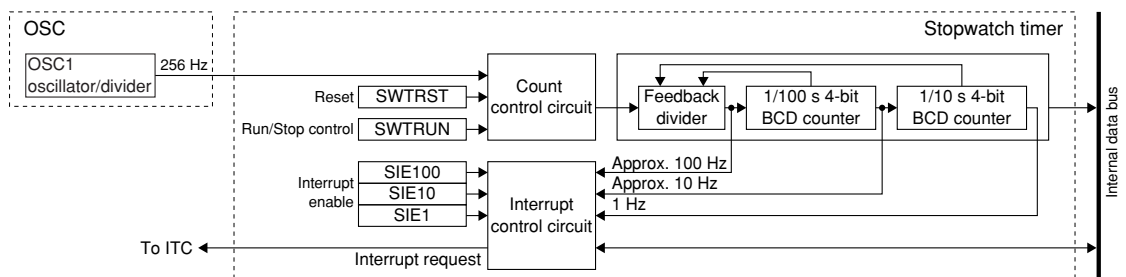 OSC
Stopwatch timer
OSC1
oscillator/divider
256 Hz
Reset
SWTRST
Run/Stop control
SWTRUN
Count
control circuit
Feedback
divider
1/100 s 4-bit
BCD counter
1/10 s 4-bit
BCD counter
Internal data bus
Interrupt
enable
SIE100
SIE10
SIE1
Interrupt
control circuit
Approx. 100 Hz
Approx. 10 Hz
1 Hz
To ITC
Interrupt request